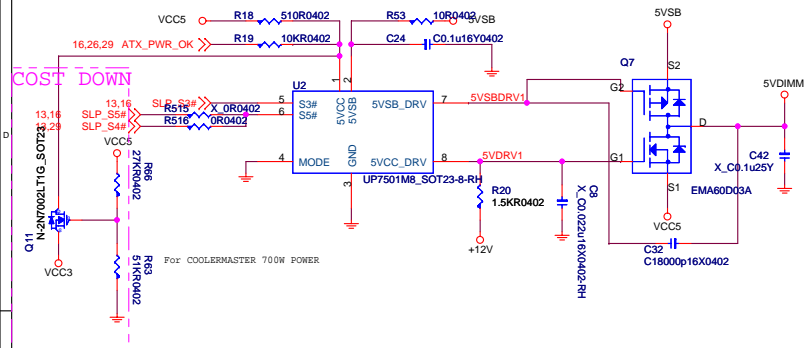 VCC5
R18
510R0402
R53
10R0402
5VSB
5VSB
16,26,29
ATX_PWR_OK
R19
10KR0402
C24
C0.1u16Y0402
Q7
S2
G2
COST DOWN
U2
1
2
5VCC
5VSB
13,16
SLP_S3#
5
S3#
5VSB_DRV
7
5VSBDRV1
5VDIMM
R515
X_0R0402
13,16
SLP_S5#
6
S5#
13,29
SLP_S4#
R516
0R0402
D
D
VCC5
4
MODE
GND
5VCC_DRV
8
5VDRV1
G1
C42
X_C0.1u25Y
3
UP7501M8_SOT23-8-RH
S1
EMA60D03A
R66
27KR0402
R20
1.5KR0402
C8
X_C0.022u16X0402-RH
VCC5
Q11
N-2N7002LT1G_SOT23
+12V
C32
C18000p16X0402
VCC3
R63
51KR0402
For COOLERMASTER 700W POWER